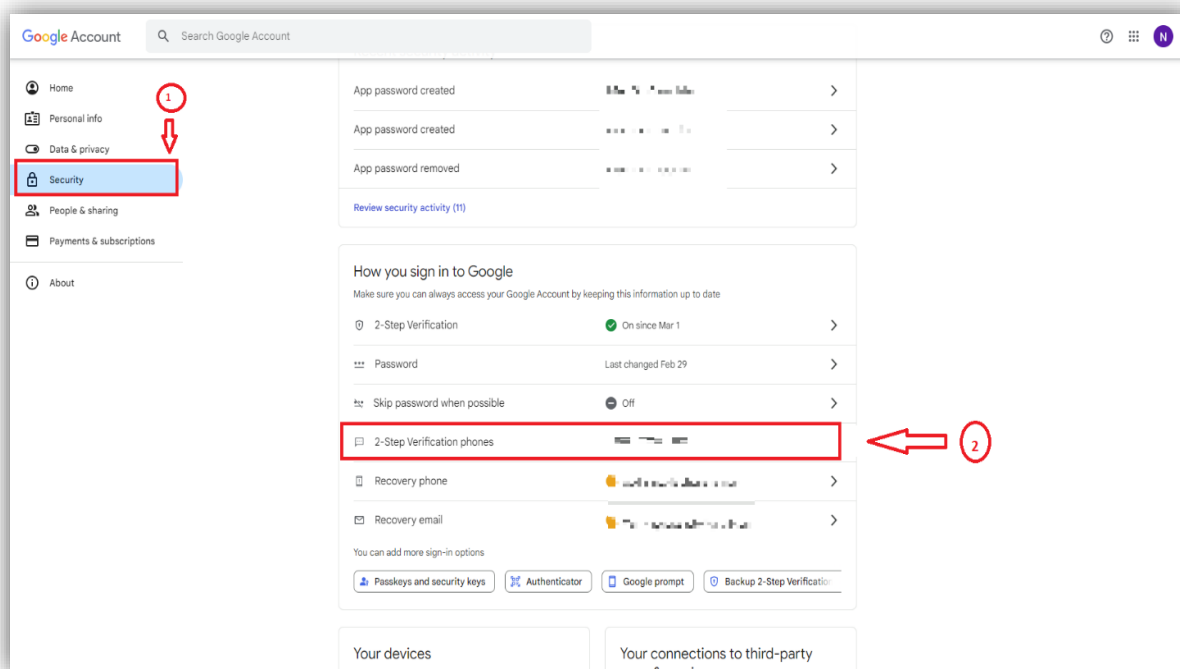 Google Account
Search Google Account
N
Home
1
Personal info
Data & privacy
Security
People & sharing
Payments & subscriptions
About
App password created
App password created
App password removed
Review security activity (11)
How you sign in to Google
Make sure you can always access your Google Account by keeping this information up to date
2-Step Verification On since Mar 1
Password Last changed Feb 29
Skip password when possible Off
2-Step Verification phones
2
Recovery phone
Recovery email
You can add more sign-in options
Passkeys and security keys Authenticator Google prompt Backup 2-Step
Your devices
Your connections to third-party